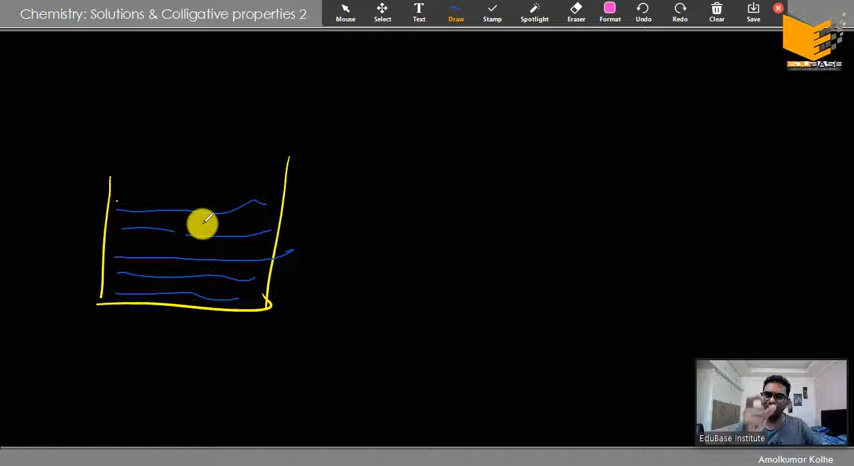 Chemistry: Solutions & Colligative properties 2
Mouse Select Text Draw Stamp Spotlight Eraser Format Undo Redo Clear Save
EDUBASE
EduBase Institute
Amolkumar Kolhe